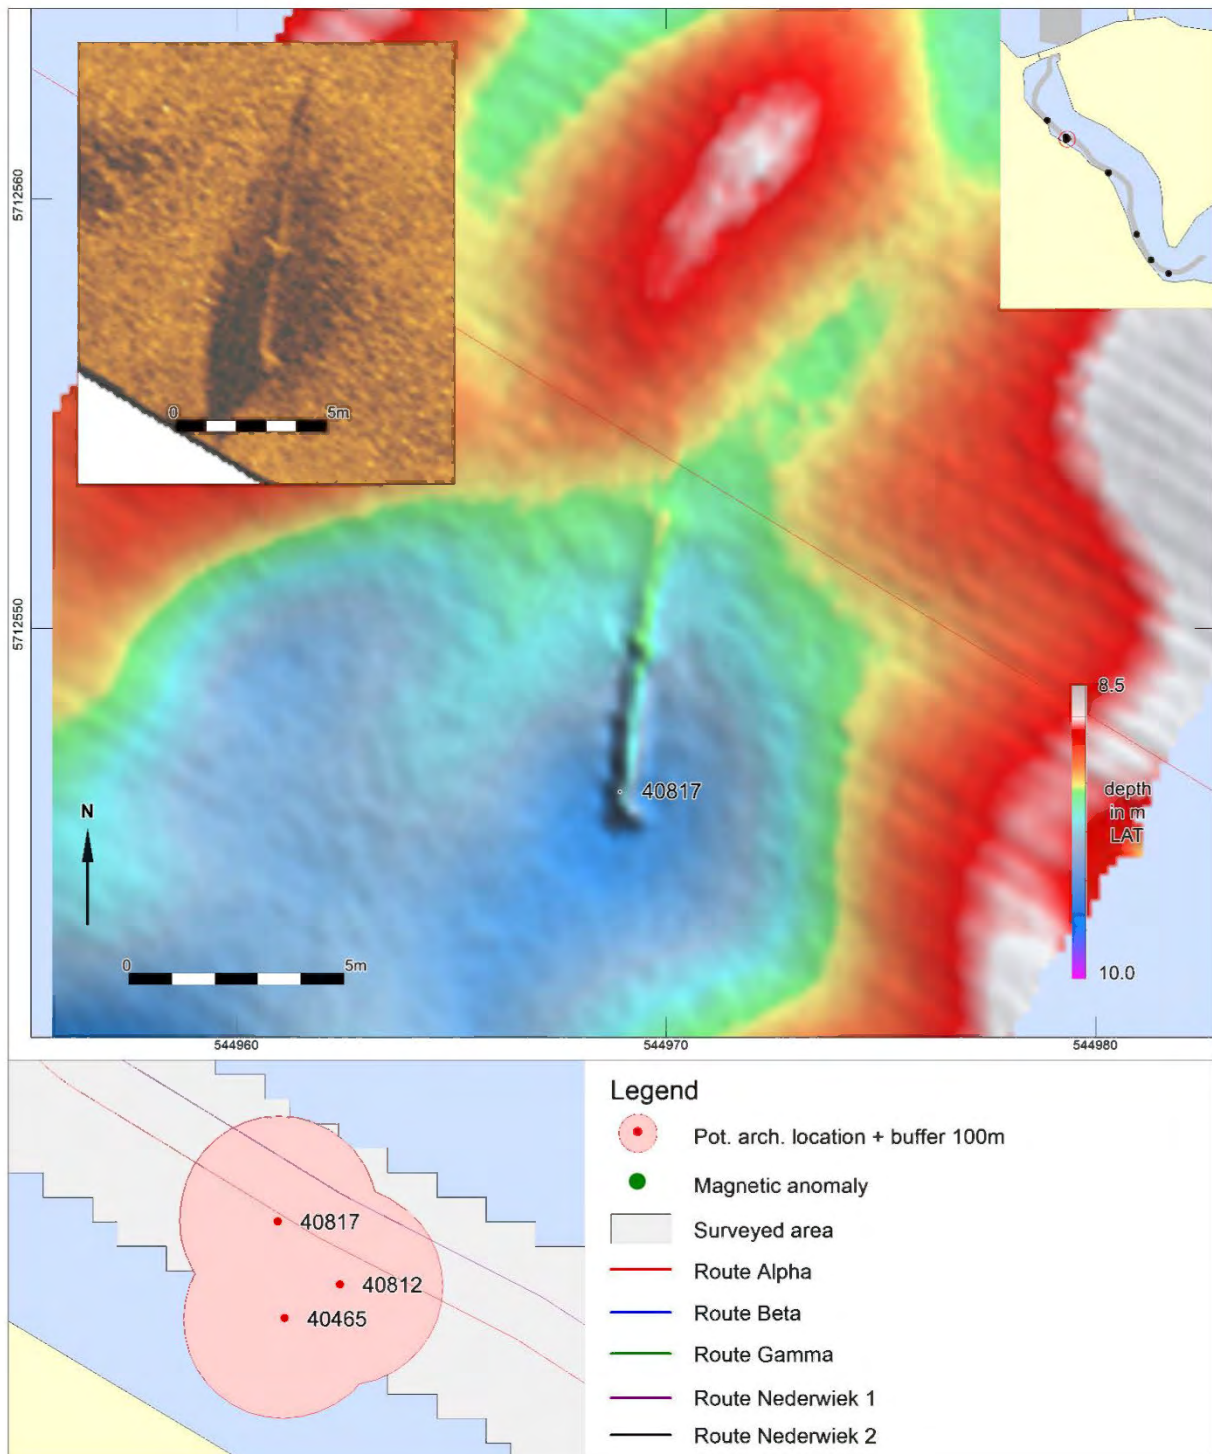 5712560
5712550
0
5m
8.5
depth
in m
LAT
10.0
40817
N
0
5m
544960
544970
544980
40817
40812
40465
Legend
Pot. arch. location + buffer 100m
Magnetic anomaly
Surveyed area
Route Alpha
Route Beta
Route Gamma
Route Nederwiek 1
Route Nederwiek 2